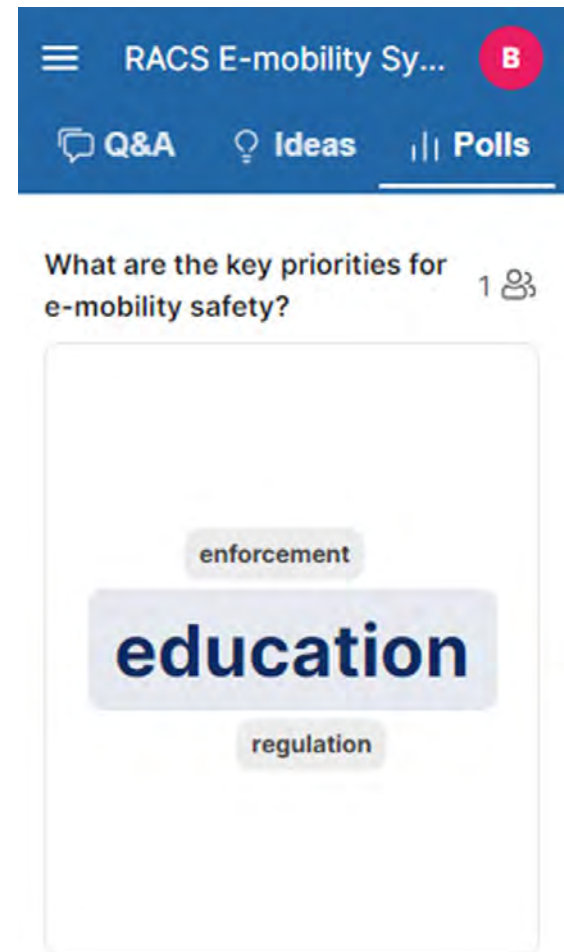 RACS E-mobility Sy... B
Q&A Ideas Polls
What are the key priorities for
e-mobility safety?
1
enforcement
education
regulation